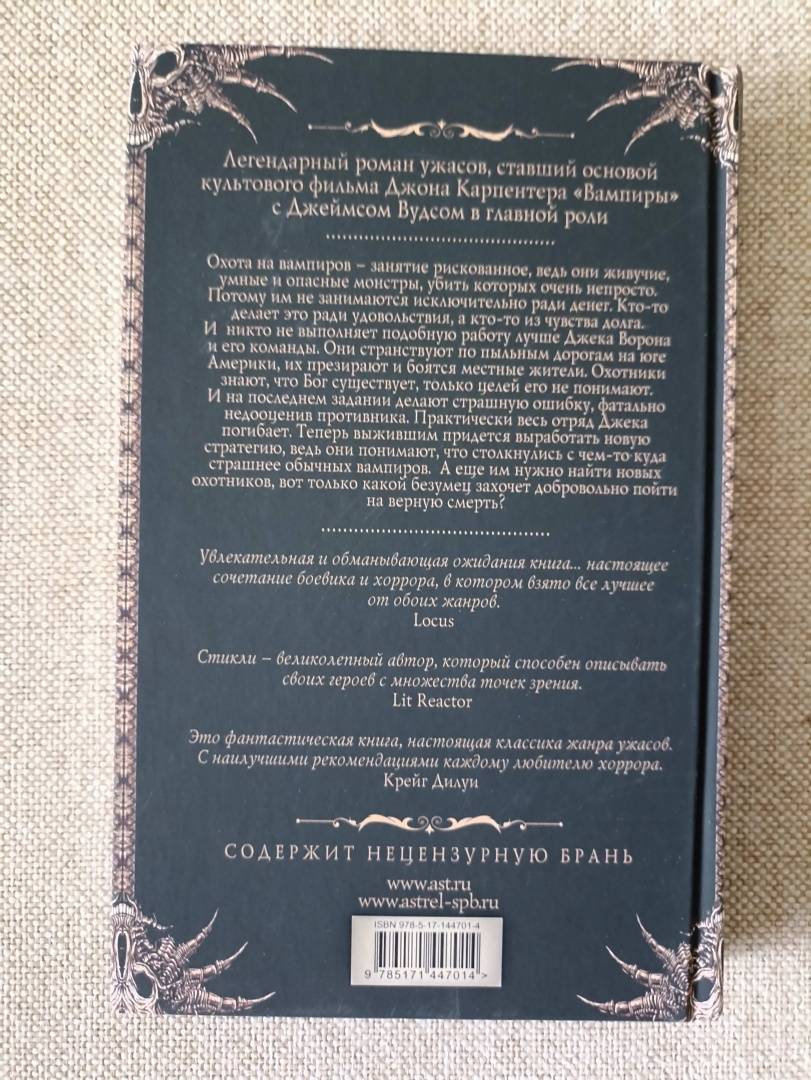 Легендарный роман ужасов, ставший основой
культового фильма Джона Карпентера «Вампиры»
с Джеймсом Вудсом в главной роли
Охота на вампиров – занятие рискованное, ведь они живучие,
умные и опасные монстры, убить которых очень непросто.
Потому им не занимаются исключительно ради денег. Кто-то
делает это ради удовольствия, а кто-то из чувства долга.
И никто не выполняет подобную работу лучше Джека Ворона
и его команды. Они странствуют по пыльным дорогам на юге
Америки, их презирают и боятся местные жители. Охотники
знают, что Бог существует, только целей его не понимают.
И на последнем задании делают страшную ошибку, фатально
недооценив противника. Практически весь отряд Джека
погибает. Теперь выжившим придется выработать новую
стратегию, ведь они понимают, что столкнулись с чем-то куда
страшнее обычных вампиров. А еще им нужно найти новых
охотников, вот только какой безумец захочет добровольно пойти
на верную смерть?
Увлекательная и обманывающая ожидания книга... настоящее
сочетание боевика и хоррора, в котором взято все лучшее
от обоих жанров.
Locus
Стикли – великолепный автор, который способен описывать
своих героев с множества точек зрения.
Lit Reactor
Это фантастическая книга, настоящая классика жанра ужасов.
С наилучшими рекомендациями каждому любителю хоррора.
Крейг Дилуи
СОДЕРЖИТ НЕЦЕНЗУРНУЮ БРАНЬ
www.ast.ru
www.astrel-spb.ru
ISBN 978-5-17-144701-4
9 785171 447014 >